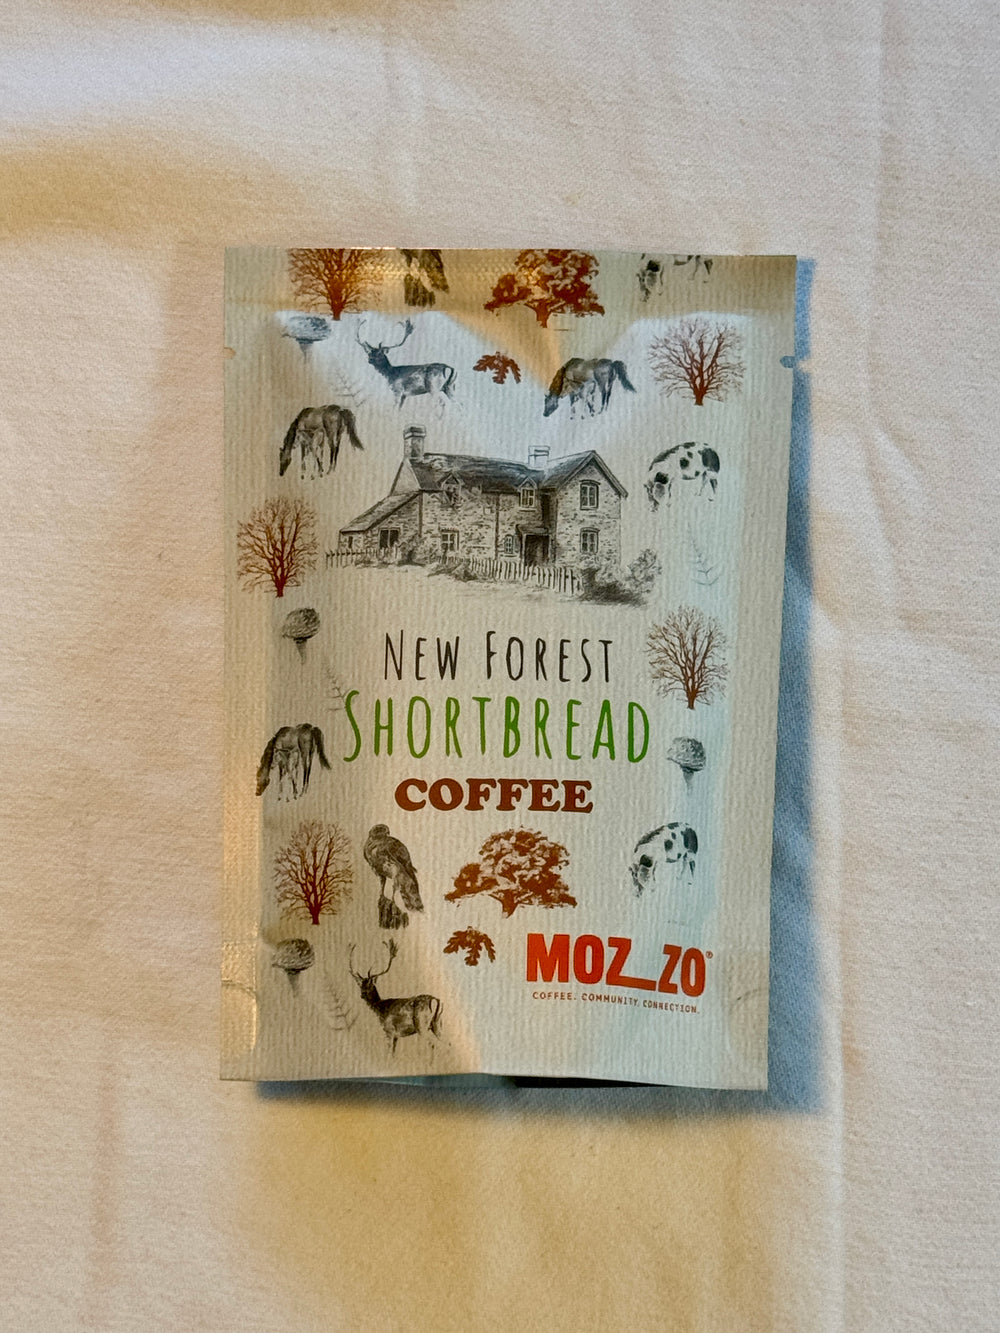 NEW FOREST
SHORTBREAD
COFFEE
MOZ_ZO®
COFFEE. COMMUNITY. CONNECTION.